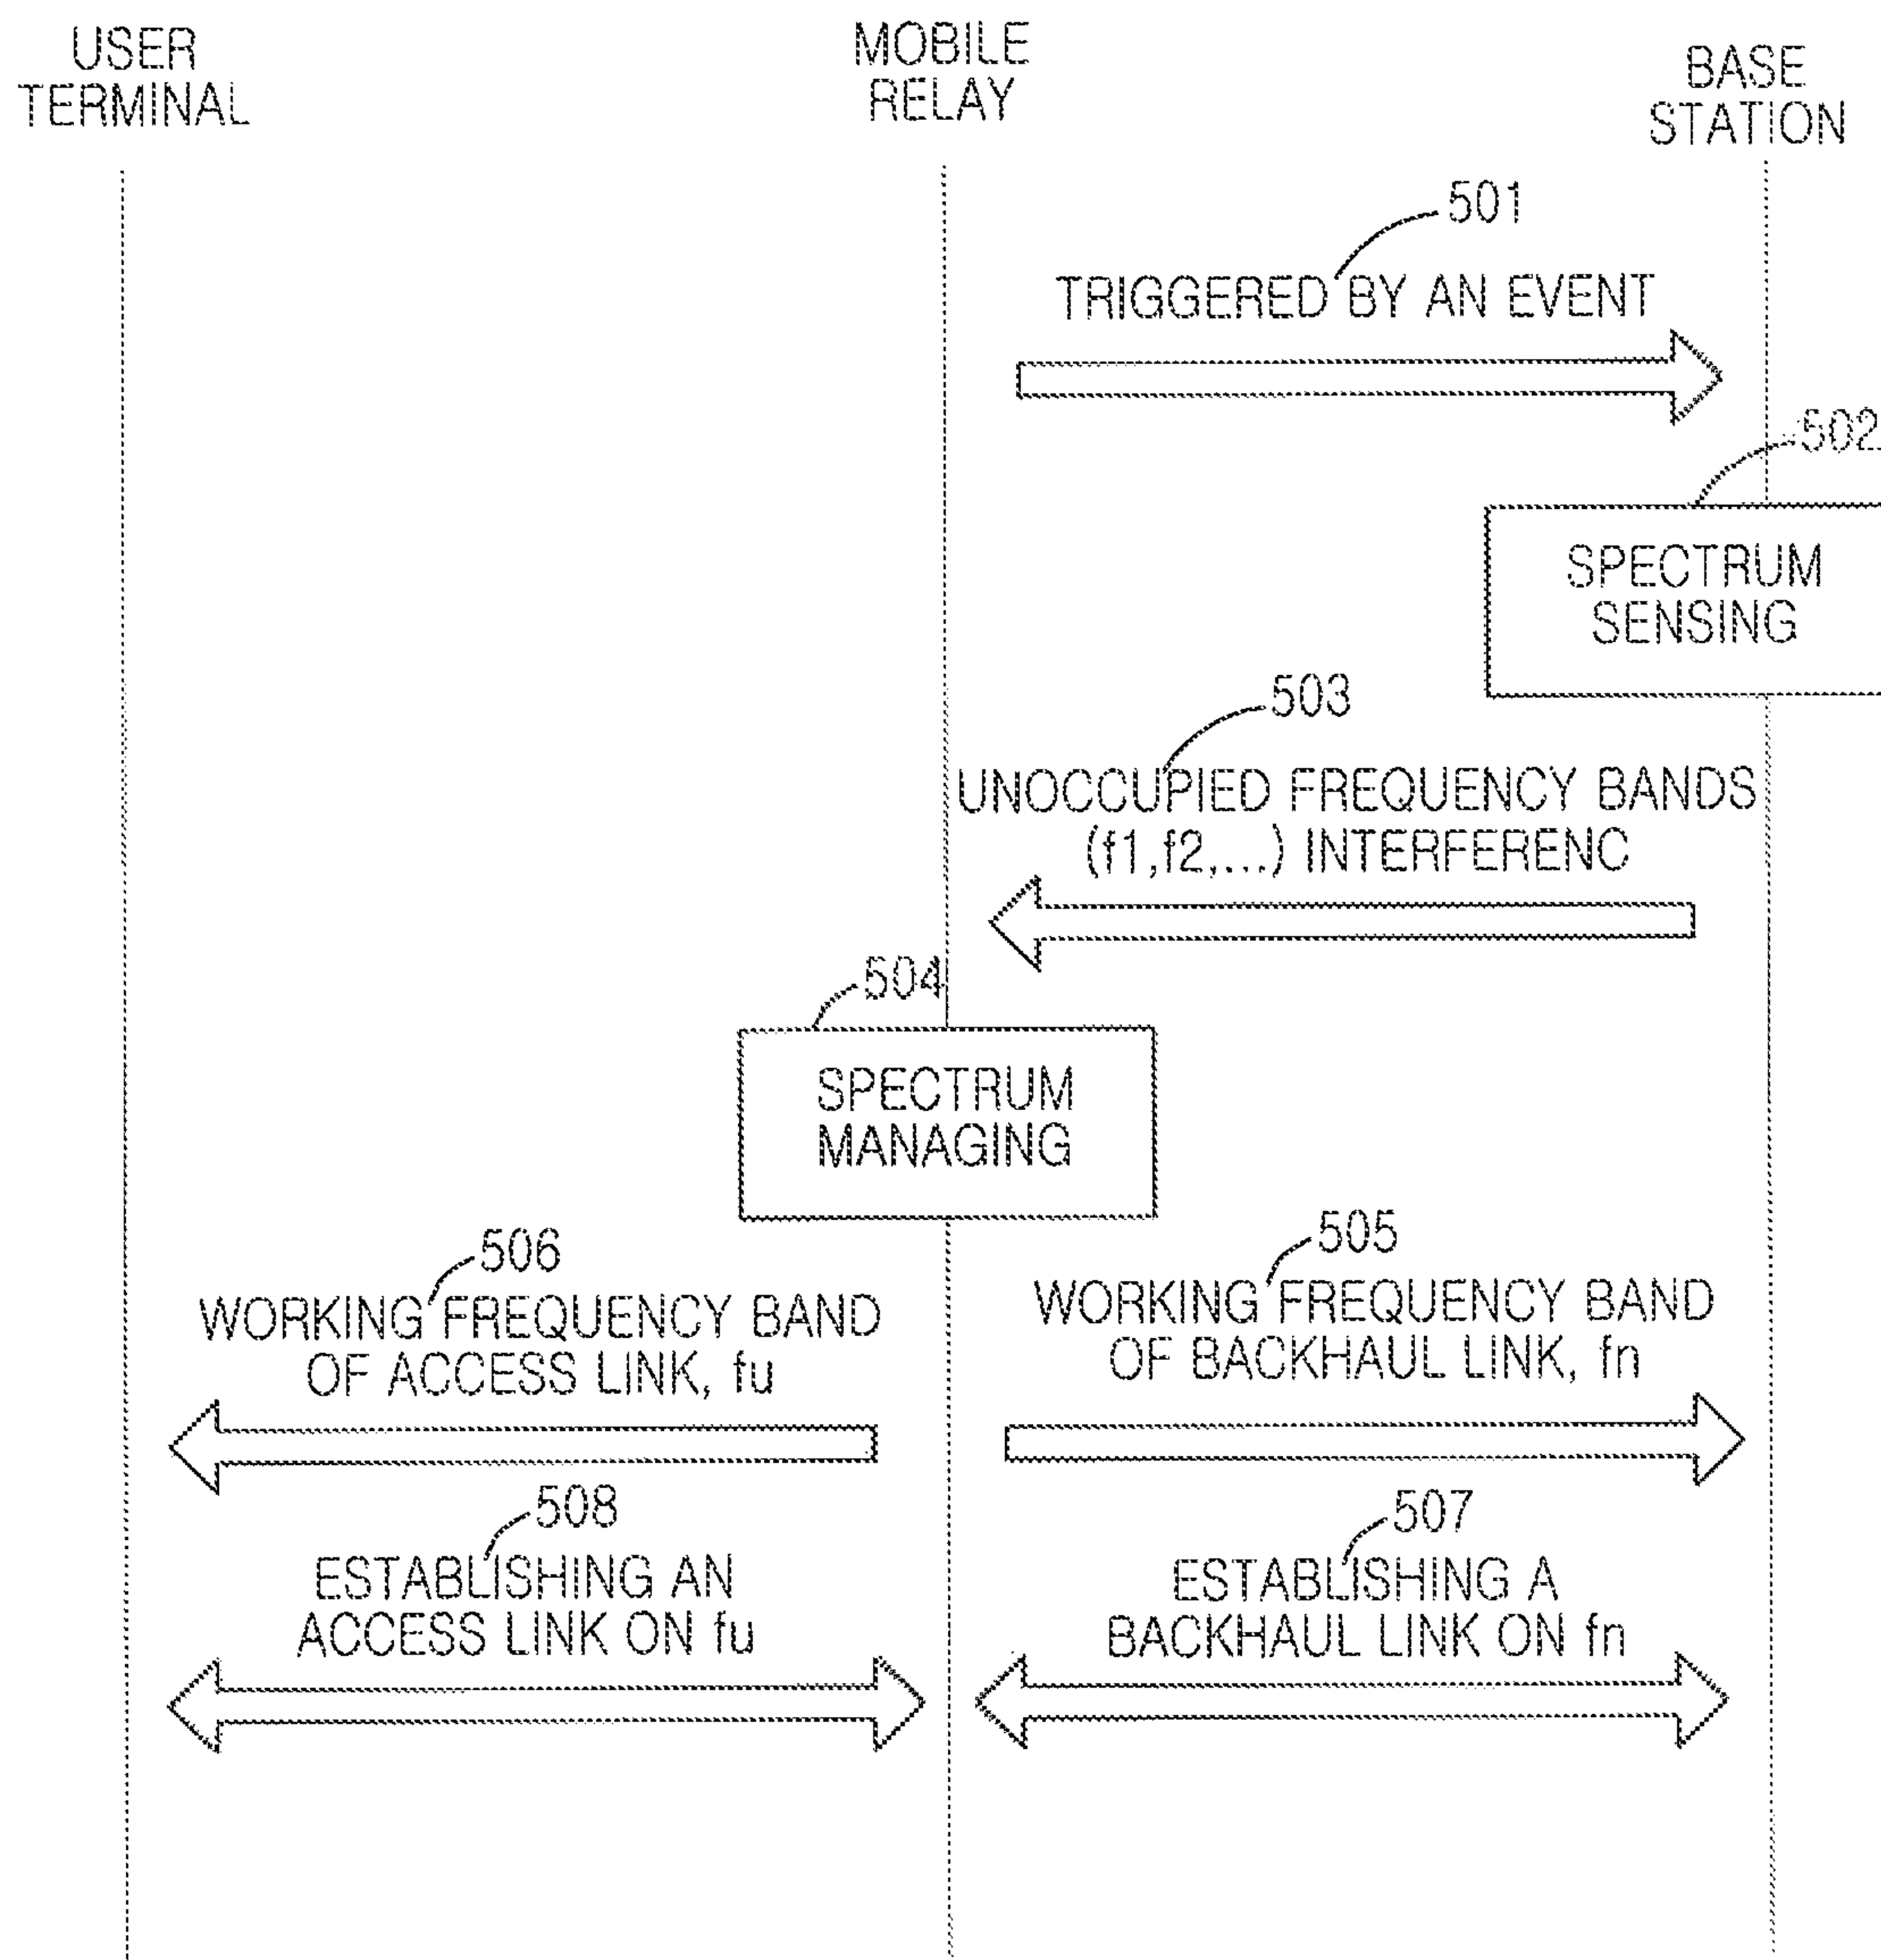 USER
TERMINAL
MOBILE
RELAY
BASE
STATION
501
TRIGGERED BY AN EVENT
502
SPECTRUM
SENSING
503
UNOCCUPIED FREQUENCY BANDS
(f1,f2,...) INTERFERENC
504
SPECTRUM
MANAGING
506
WORKING FREQUENCY BAND
OF ACCESS LINK, fu
505
WORKING FREQUENCY BAND
OF BACKHAUL LINK, fn
508
ESTABLISHING AN
ACCESS LINK ON fu
507
ESTABLISHING A
BACKHAUL LINK ON fn